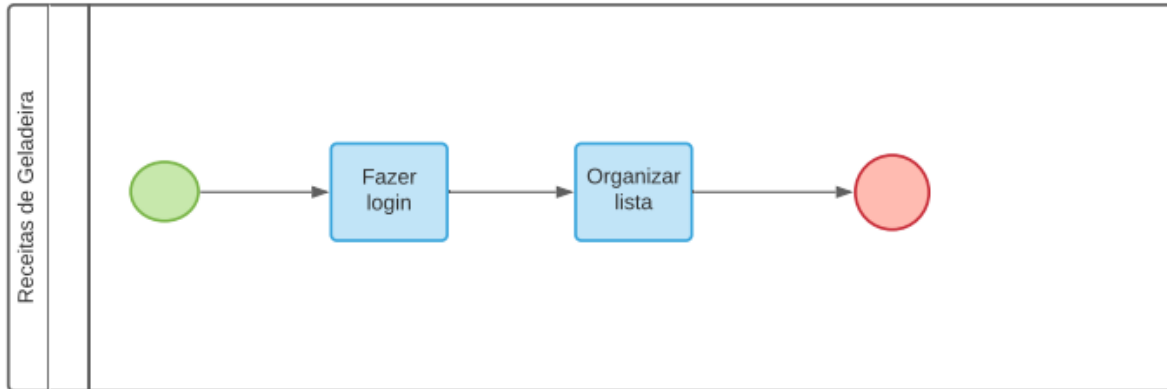 Receitas de Geladeira
Fazer
login
Organizar
lista